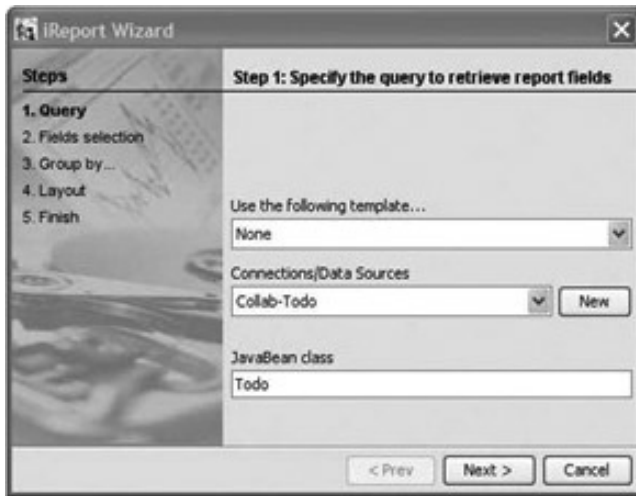 iReport Wizard
Steps
1. Query
2. Fields selection
3. Group by...
4. Layout
5. Finish
Step 1: Specify the query to retrieve report fields
Use the following template...
None
Connections/Data Sources
Collab-Todo
New
JavaBean class
Todo
< Prev
Next >
Cancel